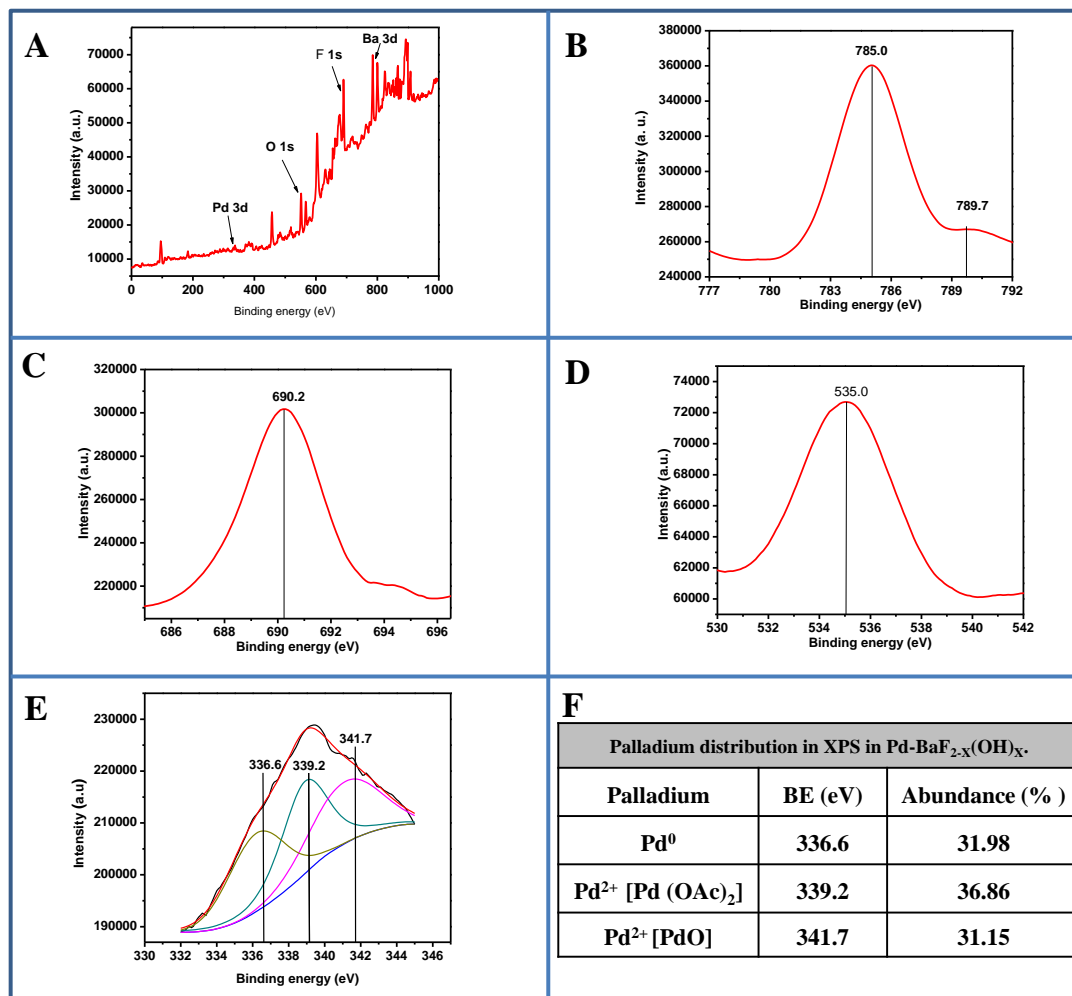 A
Ba 3d
F 1s
O 1s
Pd 3d
Intensity (a.u.)
70000
60000
50000
40000
30000
20000
10000
0 200 400 600 800 1000
Binding energy (eV)
B
785.0
789.7
Intensity (a. u.)
360000
340000
320000
300000
280000
260000
240000
777 780 783 786 789 792
Binding energy (eV)
C
690.2
Intensity (a.u.)
320000
300000
280000
260000
240000
220000
686 688 690 692 694 696
Binding energy (eV)
D
535.0
Intensity (a.u.)
74000
72000
70000
68000
66000
64000
62000
60000
530 532 534 536 538 540 542
Binding energy (eV)
E
336.6 339.2 341.7
Intensity (a.u)
230000
220000
210000
200000
190000
330 332 334 336 338 340 342 344 346
Binding energy (eV)
F
Palladium distribution in XPS in Pd-BaF₂₋ₓ(OH)ₓ.
Palladium BE (eV) Abundance (% )
Pd⁰ 336.6 31.98
Pd²⁺ [Pd (OAc)₂] 339.2 36.86
Pd²⁺ [PdO] 341.7 31.15